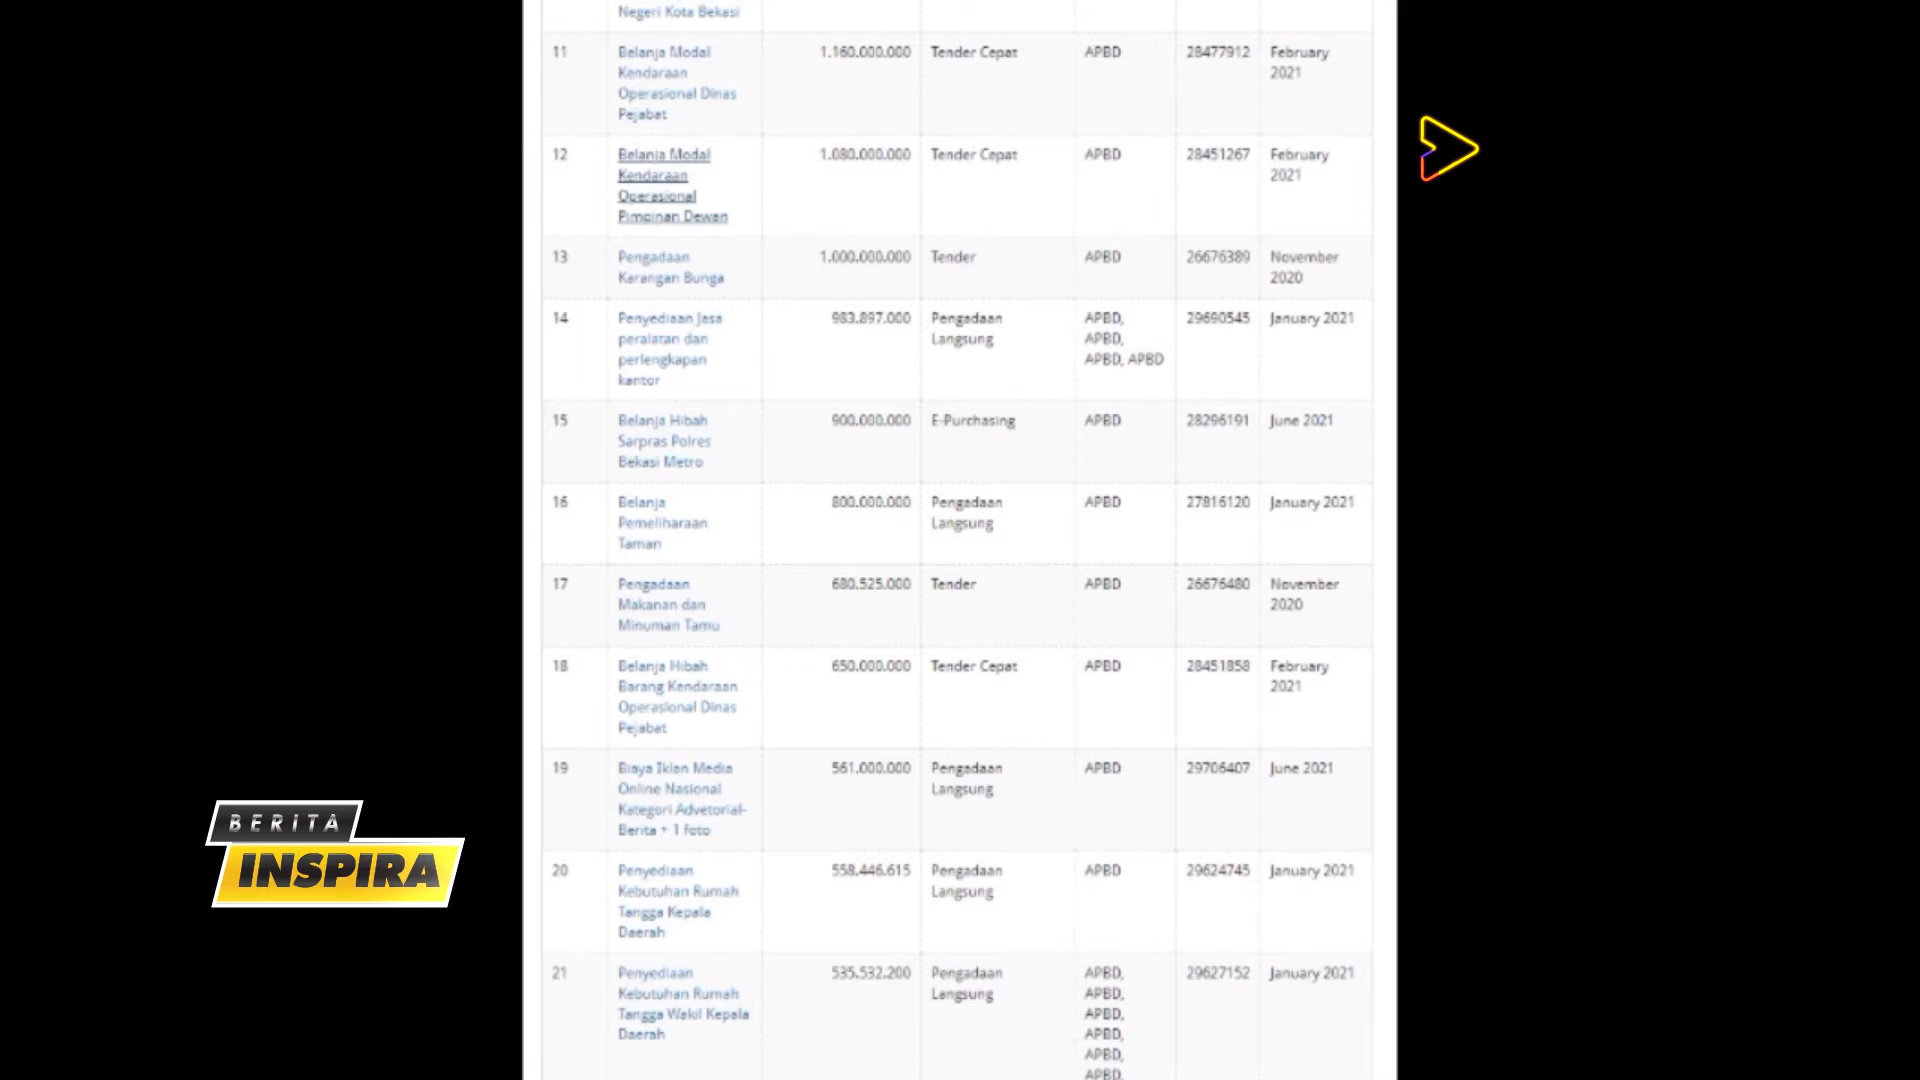 Negeri Kota Bekasi
11 Belanja Modal 1.160.000.000 Tender Cepat APBD 28477912 February
Kendaraan 2021
Operasional Dinas
Pejabat
12 Belanja Modal 1.080.000.000 Tender Cepat APBD 28451267 February
Kendaraan 2021
Operasional
Pimpinan Dewan
13 Pengadaan 1.000.000.000 Tender APBD 26676389 November
Karangan Bunga 2020
14 Penyediaan Jasa 983.897.000 Pengadaan APBD, 29690545 January 2021
peralatan dan Langsung APBD,
perlengkapan APBD, APBD
kantor
15 Belanja Hibah 900.000.000 E-Purchasing APBD 28296191 June 2021
Sarpras Polres
Bekasi Metro
16 Belanja 800.000.000 Pengadaan APBD 27816120 January 2021
Pemeliharaan Langsung
Taman
17 Pengadaan 680.525.000 Tender APBD 26676480 November
Makanan dan 2020
Minuman Tamu
18 Belanja Hibah 650.000.000 Tender Cepat APBD 28451858 February
Barang Kendaraan 2021
Operasional Dinas
Pejabat
19 Biaya Iklan Media 561.000.000 Pengadaan APBD 29706407 June 2021
Online Nasional Langsung
Kategori Advetorial-
Berita + 1 foto
20 Penyediaan 558.446.615 Pengadaan APBD 29624745 January 2021
Kebutuhan Rumah Langsung
Tangga Kepala
Daerah
21 Penyediaan 535.532.200 Pengadaan APBD, 29627152 January 2021
Kebutuhan Rumah Langsung APBD,
Tangga Wakil Kepala APBD,
Daerah APBD,
APBD,
APBD,
BERITA
INSPIRA